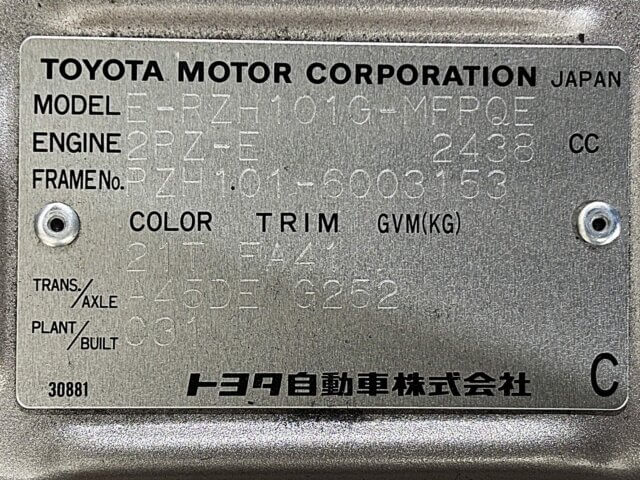 TOYOTA MOTOR CORPORATION JAPAN
MODEL E-RZH101G-MFPQE
ENGINE 2RZ-E 2438 CC
FRAME No. RZH101-6003153
COLOR TRIM GVM(KG)
21T FA41
TRANS./AXLE A45DE G252
PLANT/BUILT C31
30881 トヨタ自動車株式会社 C